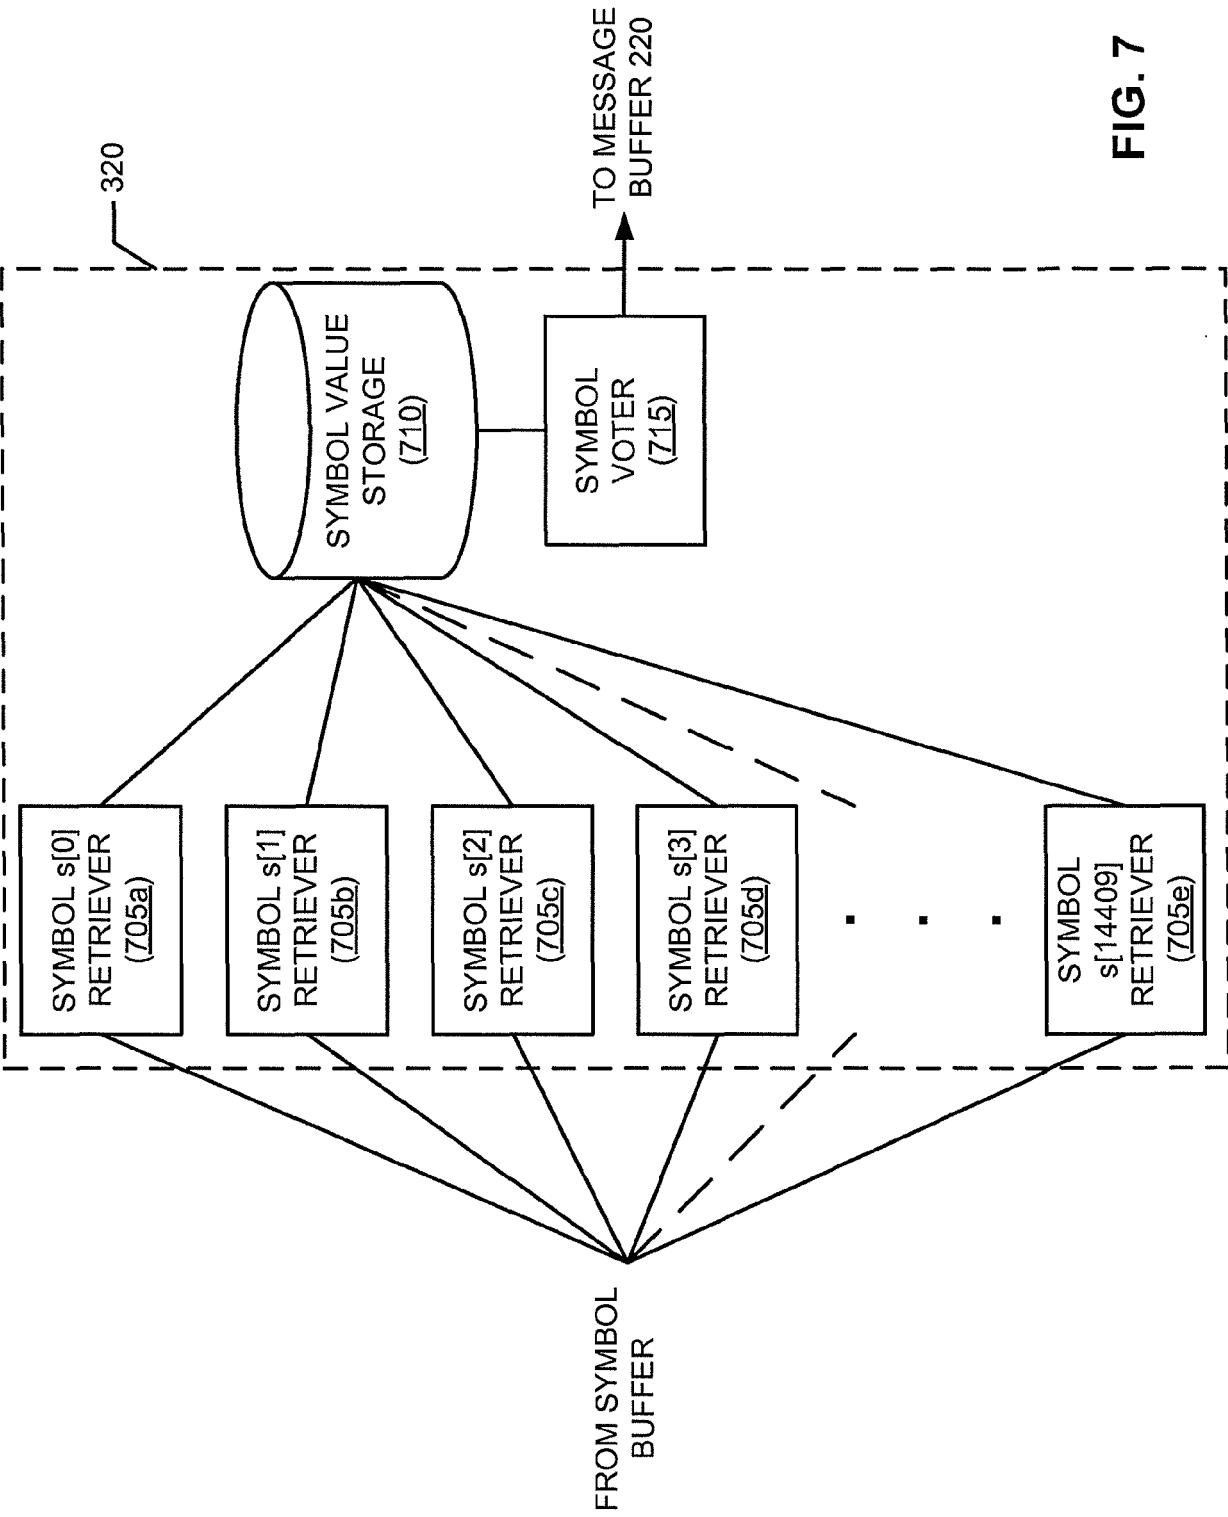 320
SYMBOL s[0]
RETRIEVER
(705a)
SYMBOL s[1]
RETRIEVER
(705b)
SYMBOL s[2]
RETRIEVER
(705c)
SYMBOL s[3]
RETRIEVER
(705d)
. . .
SYMBOL
s[14409]
RETRIEVER
(705e)
FROM SYMBOL
BUFFER
SYMBOL VALUE
STORAGE
(710)
SYMBOL
VOTER
(715)
TO MESSAGE
BUFFER 220
FIG. 7